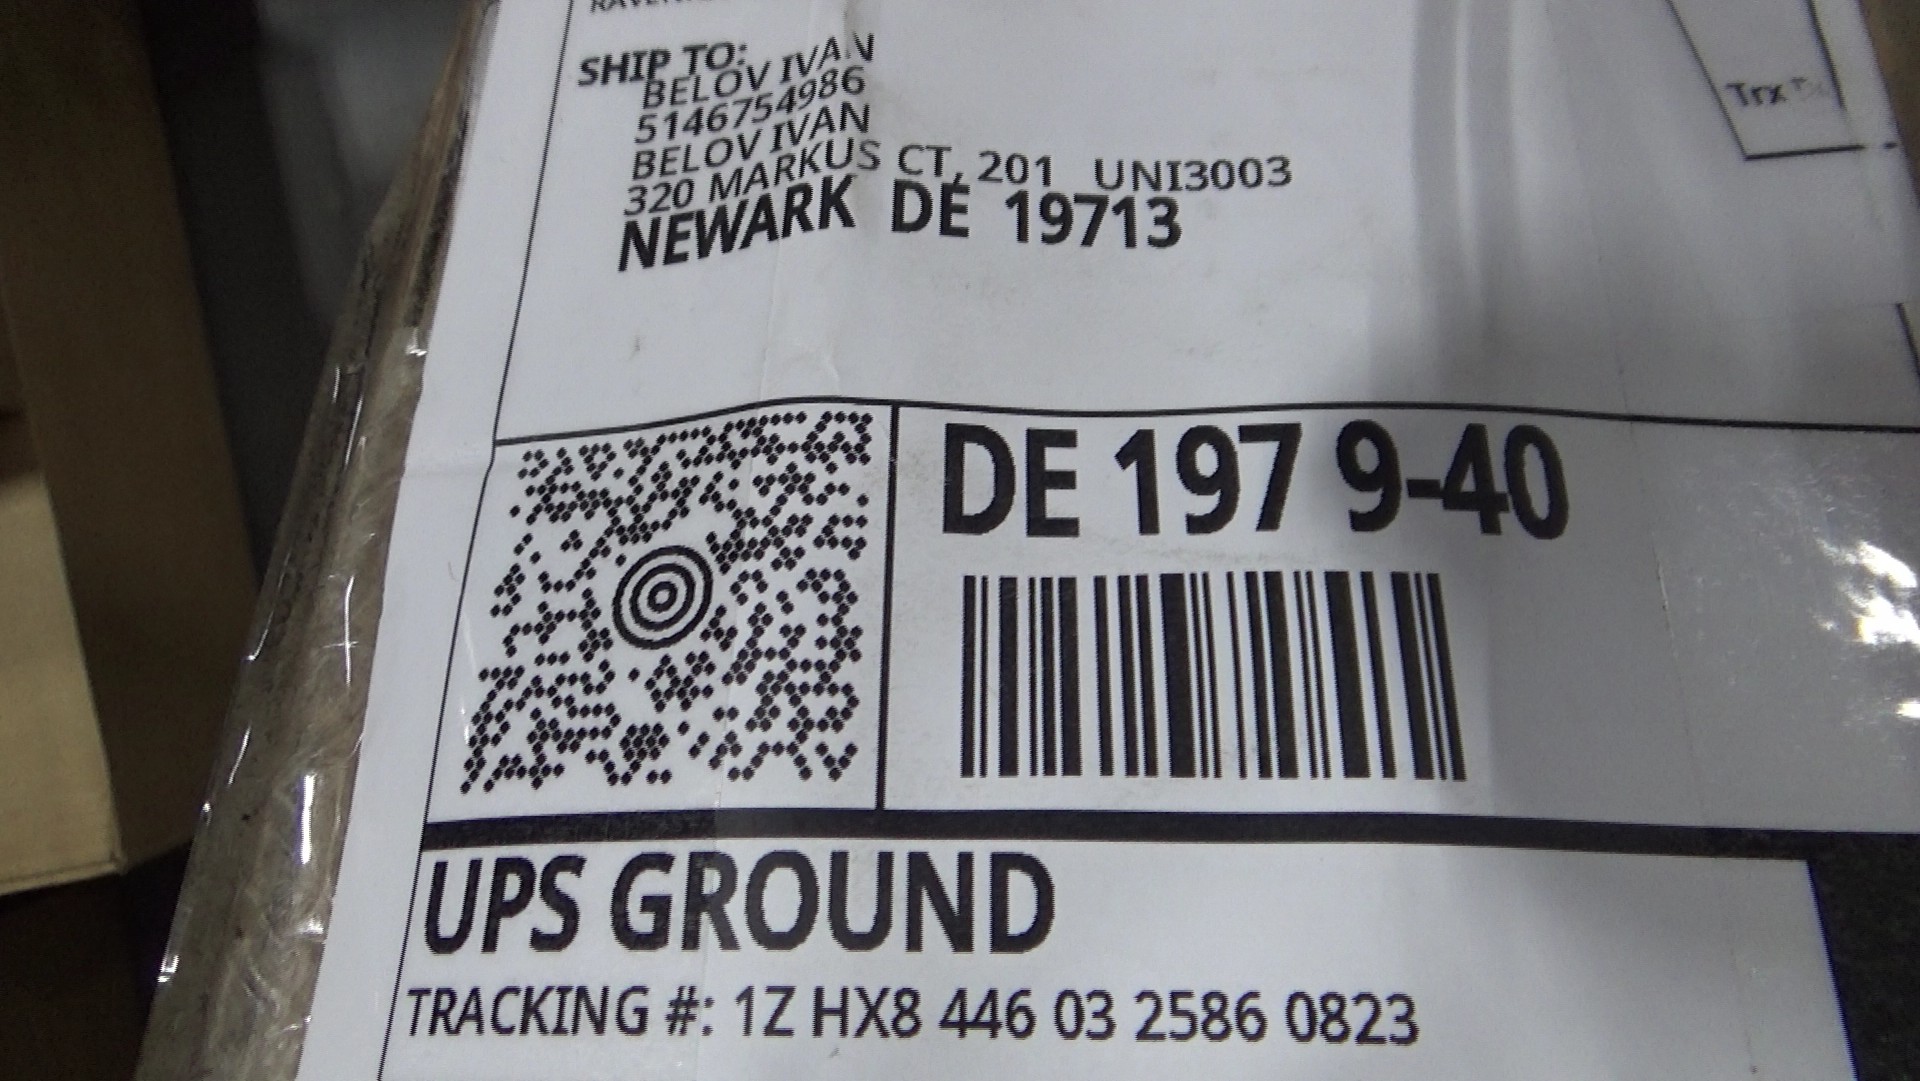 SHIP TO:
BELOV IVAN
5146754986
BELOV IVAN
320 MARKUS CT, 201 UNI3003
NEWARK DE 19713
Trx
DE 197 9-40
UPS GROUND
TRACKING #: 1Z HX8 446 03 2586 0823